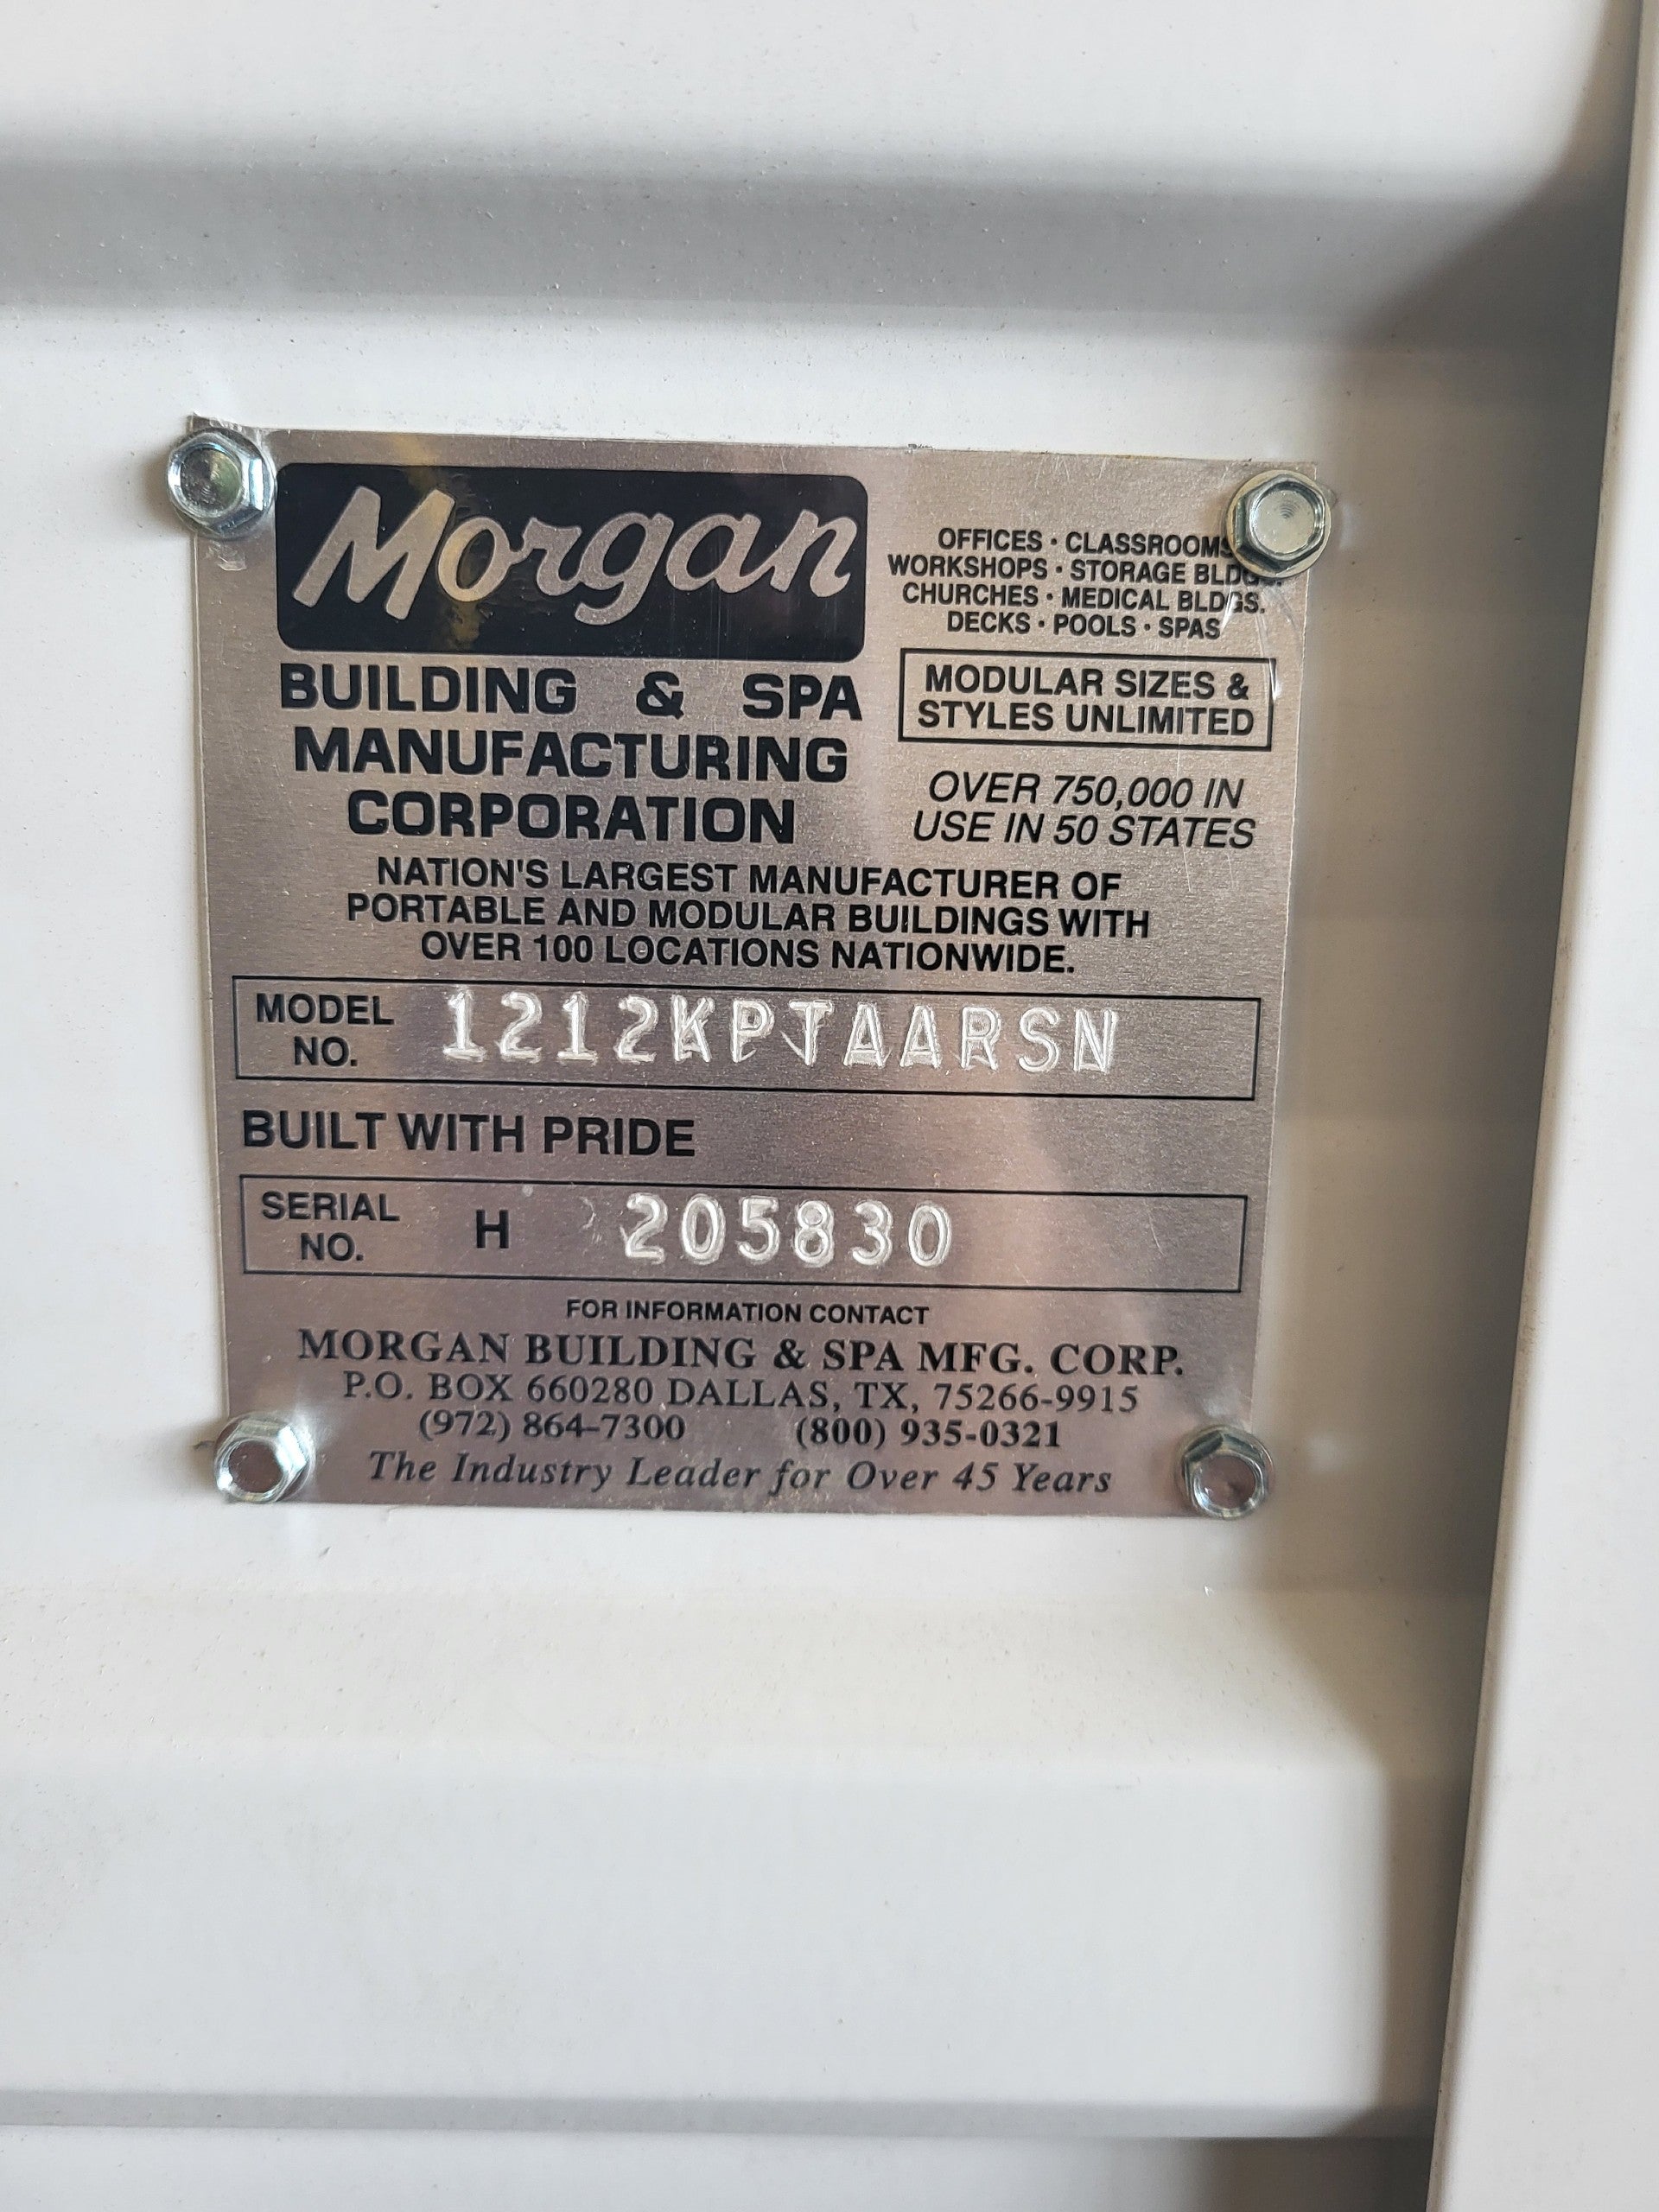 Morgan
BUILDING & SPA
MANUFACTURING
CORPORATION
OFFICES · CLASSROOMS
WORKSHOPS · STORAGE BLDGS.
CHURCHES · MEDICAL BLDGS.
DECKS · POOLS · SPAS
MODULAR SIZES &
STYLES UNLIMITED
OVER 750,000 IN
USE IN 50 STATES
NATION'S LARGEST MANUFACTURER OF
PORTABLE AND MODULAR BUILDINGS WITH
OVER 100 LOCATIONS NATIONWIDE.
MODEL NO. 1212KPTAARSN
BUILT WITH PRIDE
SERIAL NO. H 205830
FOR INFORMATION CONTACT
MORGAN BUILDING & SPA MFG. CORP.
P.O. BOX 660280 DALLAS, TX, 75266-9915
(972) 864-7300 (800) 935-0321
The Industry Leader for Over 45 Years